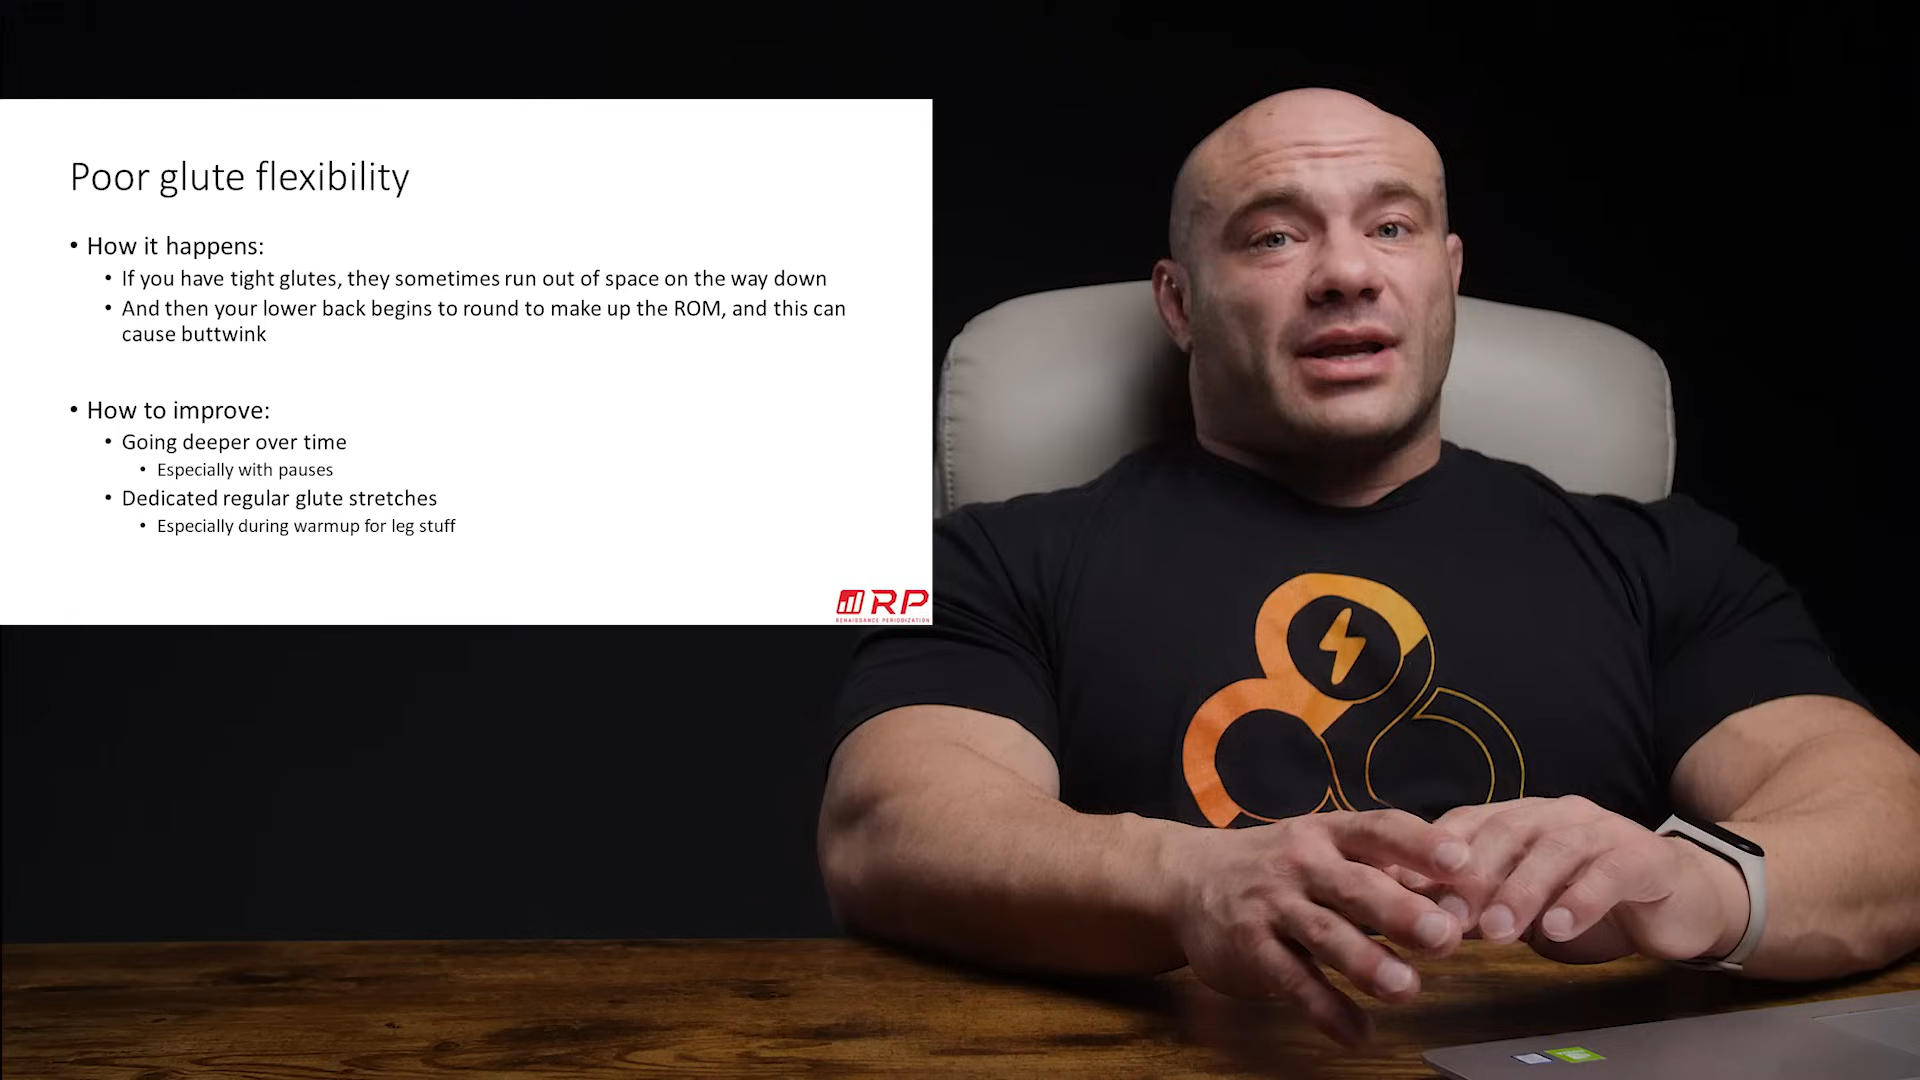 Poor glute flexibility
• How it happens:
• If you have tight glutes, they sometimes run out of space on the way down
• And then your lower back begins to round to make up the ROM, and this can
cause buttwink
• How to improve:
• Going deeper over time
• Especially with pauses
• Dedicated regular glute stretches
• Especially during warmup for leg stuff
RP
RENAISSANCE PERIODIZATION